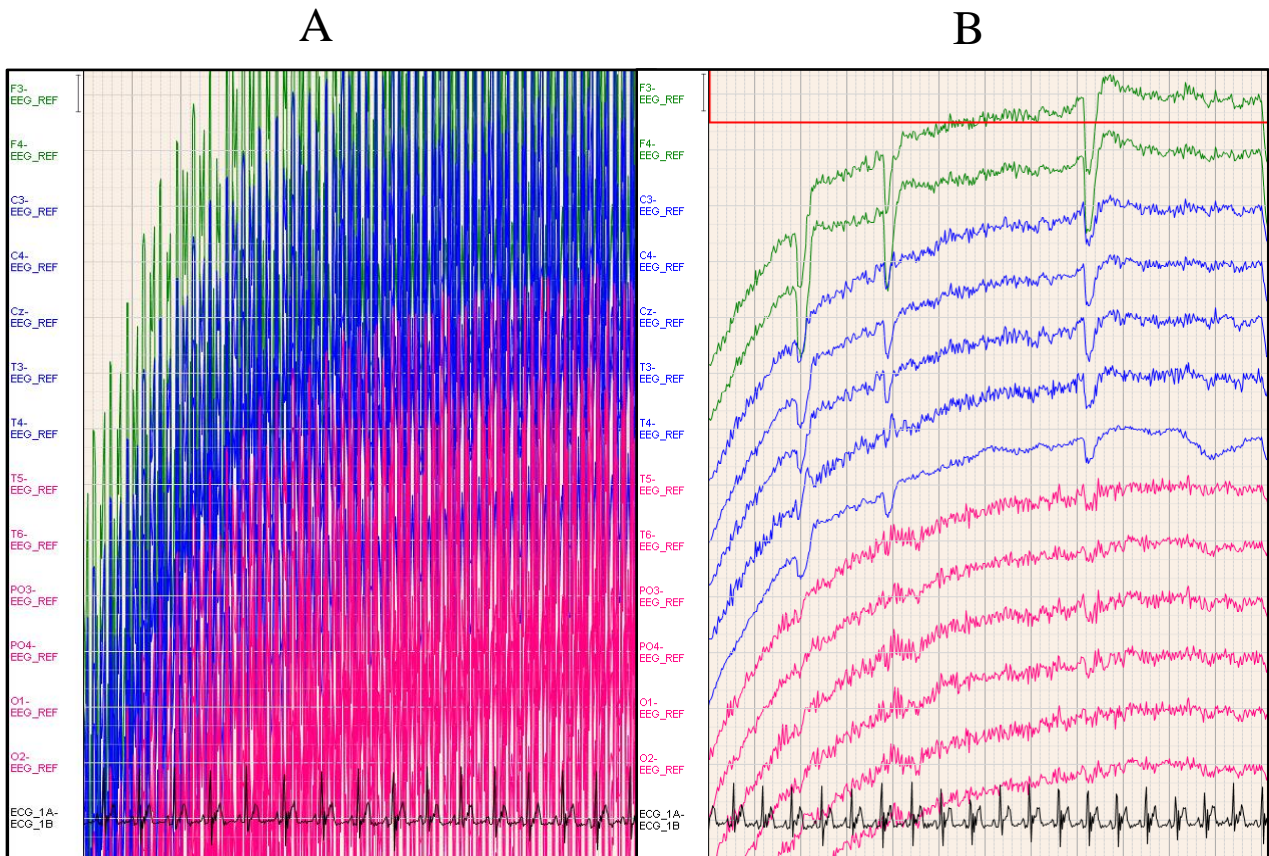 A
B
F3-
EEG_REF
F4-
EEG_REF
C3-
EEG_REF
C4-
EEG_REF
Cz-
EEG_REF
T3-
EEG_REF
T4-
EEG_REF
T5-
EEG_REF
T6-
EEG_REF
PO3-
EEG_REF
PO4-
EEG_REF
O1-
EEG_REF
O2-
EEG_REF
ECG_1A-
ECG_1B
F3-
EEG_REF
F4-
EEG_REF
C3-
EEG_REF
C4-
EEG_REF
Cz-
EEG_REF
T3-
EEG_REF
T4-
EEG_REF
T5-
EEG_REF
T6-
EEG_REF
PO3-
EEG_REF
PO4-
EEG_REF
O1-
EEG_REF
O2-
EEG_REF
ECG_1A-
ECG_1B